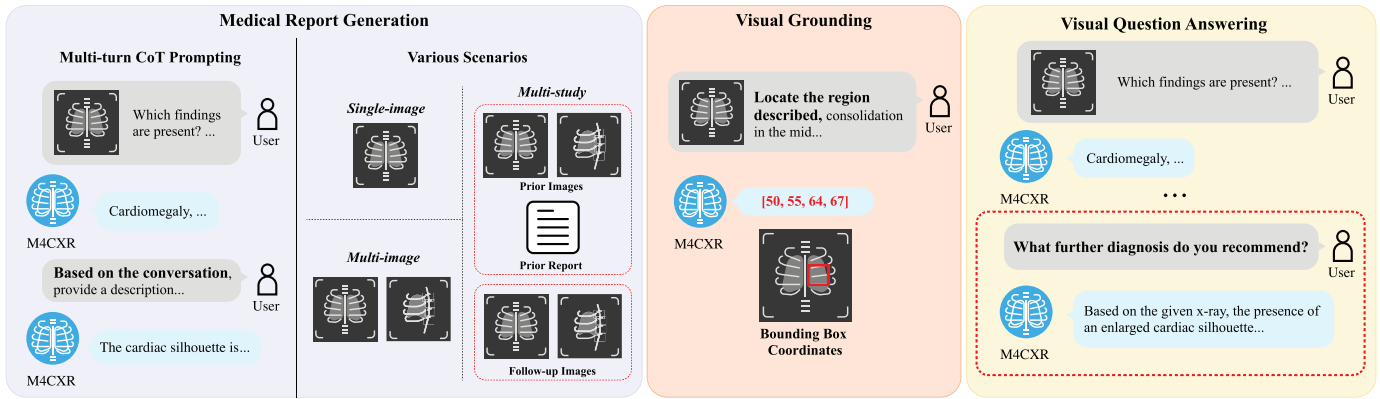 Medical Report Generation
Multi-turn CoT Prompting
Which findings
are present? ...
User
M4CXR
Cardiomegaly, ...
Based on the conversation,
provide a description...
User
M4CXR
The cardiac silhouette is...
Various Scenarios
Single-image
Multi-image
Multi-study
Prior Images
Prior Report
Follow-up Images
Visual Grounding
Locate the region
described, consolidation
in the mid...
User
M4CXR
[50, 55, 64, 67]
Bounding Box
Coordinates
Visual Question Answering
Which findings are present? ...
User
M4CXR
Cardiomegaly, ...
...
What further diagnosis do you recommend?
User
M4CXR
Based on the given x-ray, the presence of
an enlarged cardiac silhouette...